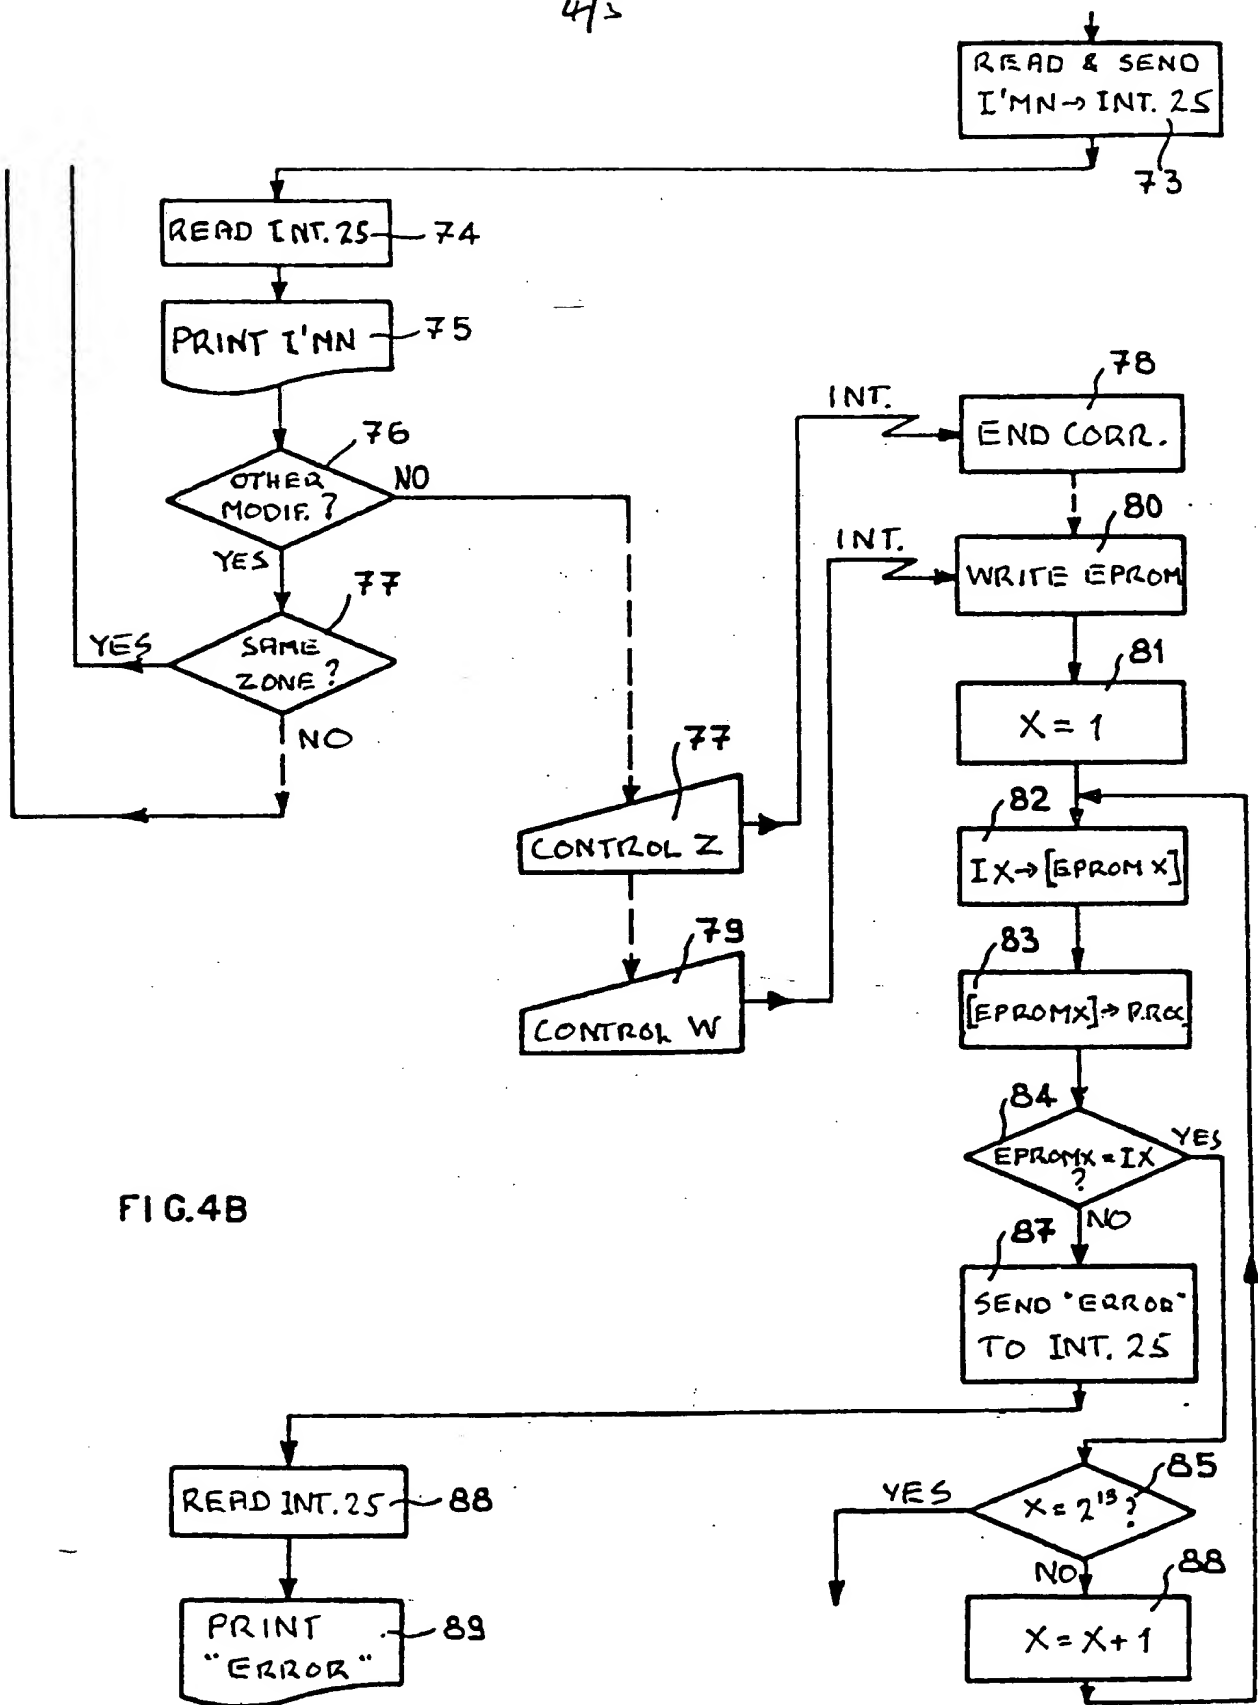 READ & SEND
I'MN→ INT. 25
73
READ INT. 25
74
PRINT I'MN
75
76
OTHER
MODIF. ?
NO
YES
77
SAME
ZONE ?
YES
NO
INT.
78
END CORR.
INT.
80
WRITE EPROM
81
X = 1
77
CONTROL Z
82
IX→[EPROM X]
79
CONTROL W
83
[EPROMX]→PROC
84
EPROMX = IX
?
YES
NO
FIG.4B
87
SEND "ERROR"
TO INT. 25
READ INT. 25
88
85
X = 2¹³ ?
YES
NO
88
X = X + 1
PRINT
"ERROR"
89